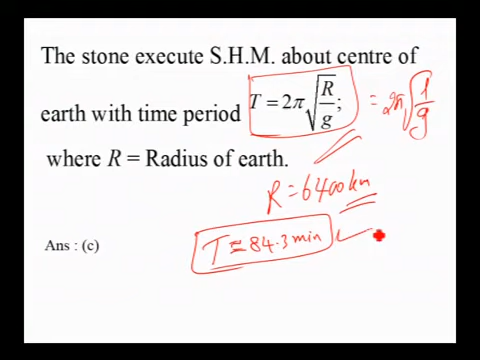 The stone execute S.H.M. about centre of
earth with time period T = 2π√(R/g); = 2π√(l/g)
where R = Radius of earth.
R = 6400 km
T = 84.3 min
Ans : (c)